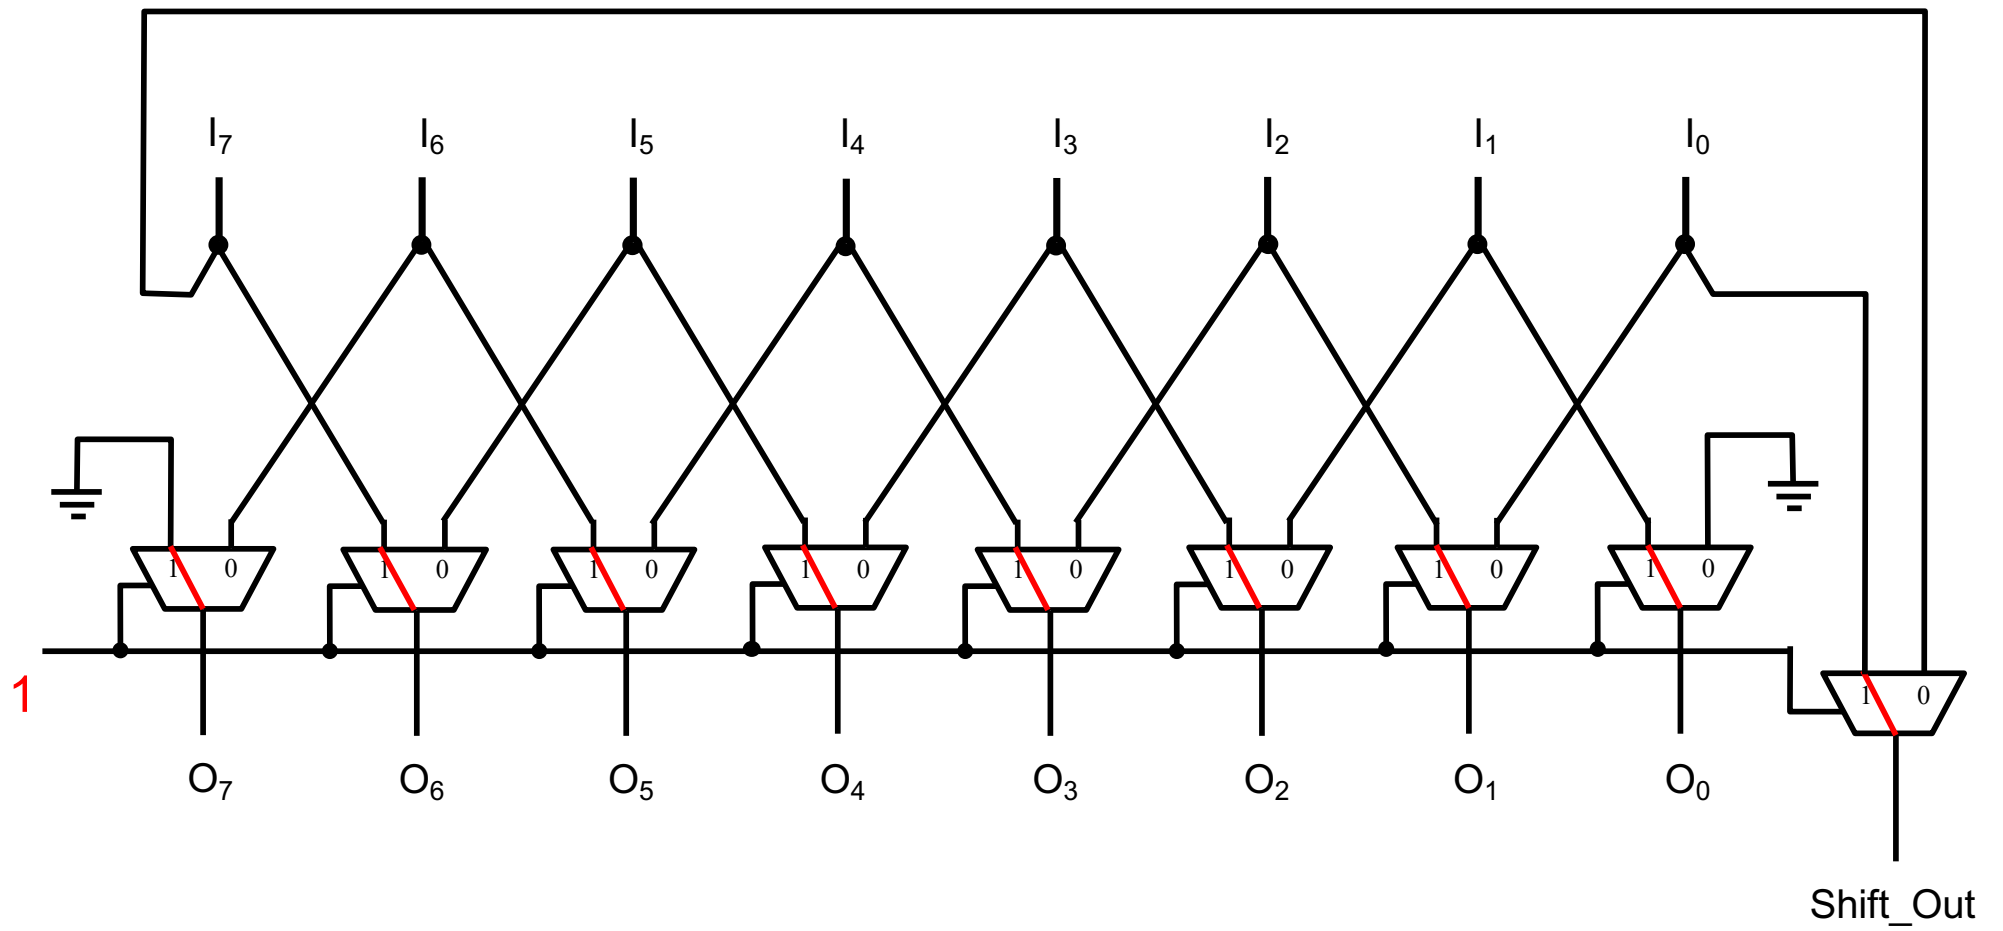 I₇ I₆ I₅ I₄ I₃ I₂ I₁ I₀
1 0 1 0 1 0 1 0 1 0 1 0 1 0 1 0
1
1 0
O₇ O₆ O₅ O₄ O₃ O₂ O₁ O₀
Shift_Out